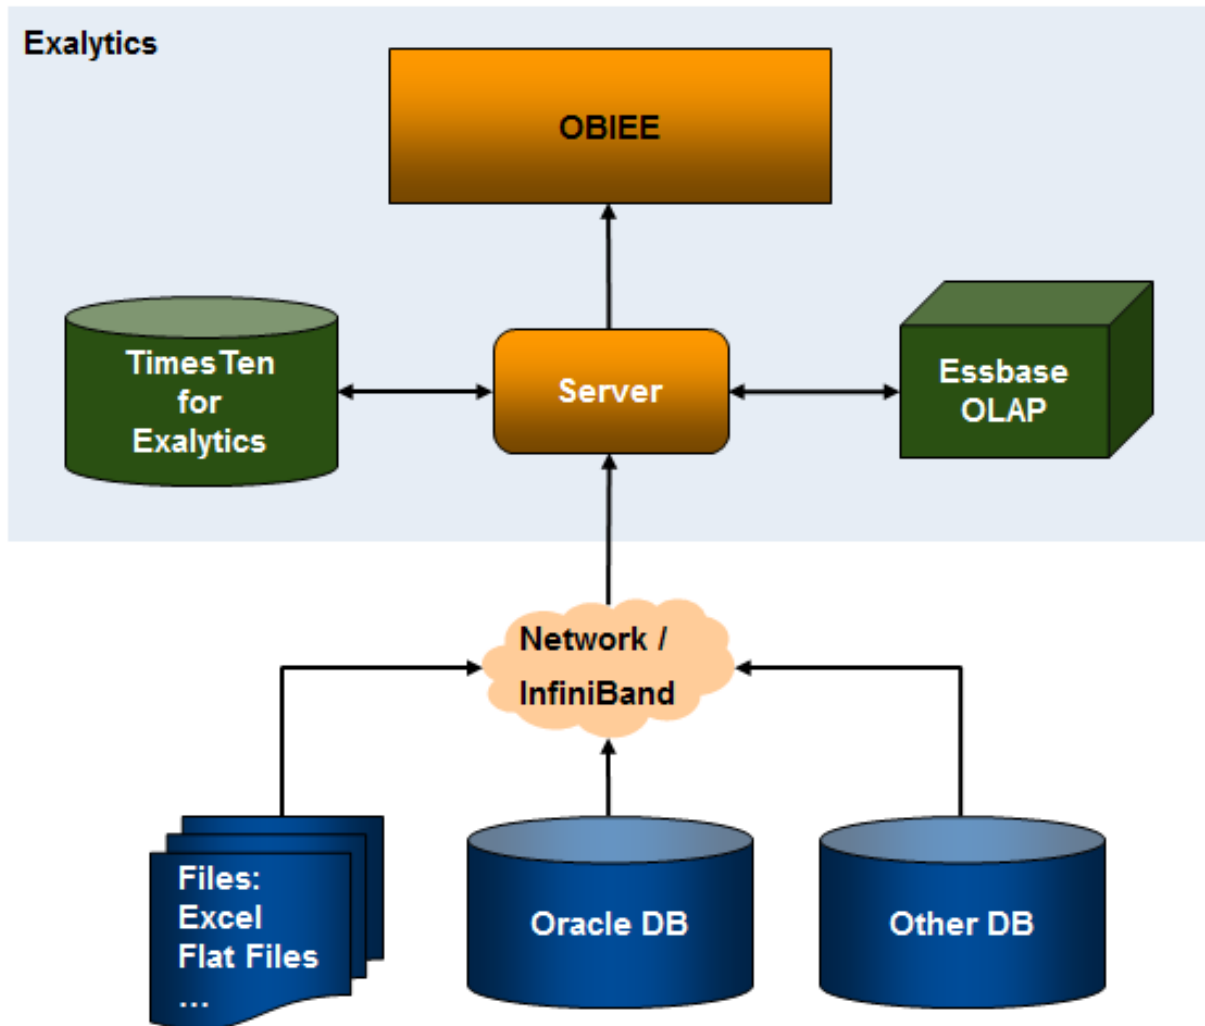 Exalytics
OBIEE
TimesTen
for
Exalytics
Server
Essbase
OLAP
Network /
InfiniBand
Files:
Excel
Flat Files
...
Oracle DB
Other DB